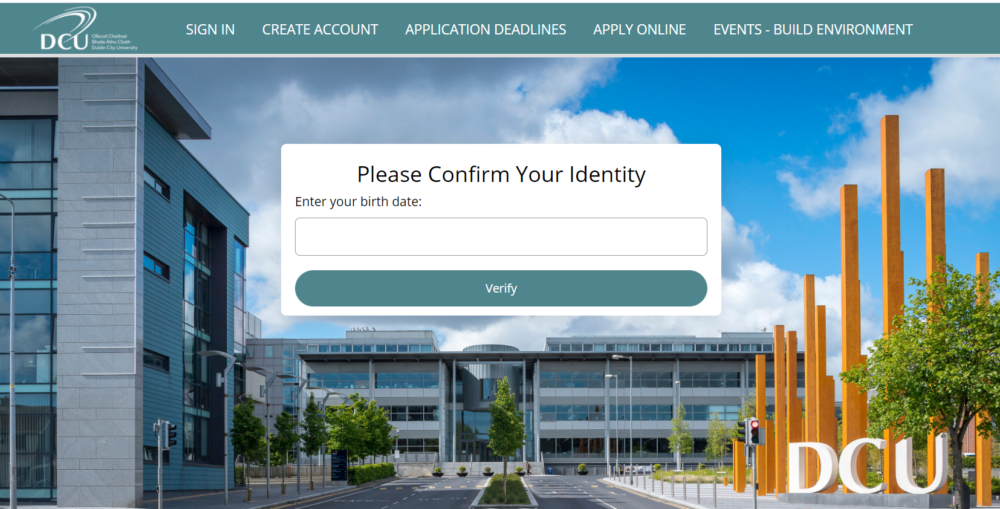 DCU
Ollscoil Chathair
Bhaile Átha Cliath
Dublin City University
SIGN IN
CREATE ACCOUNT
APPLICATION DEADLINES
APPLY ONLINE
EVENTS - BUILD ENVIRONMENT
Please Confirm Your Identity
Enter your birth date:
Verify
DCU